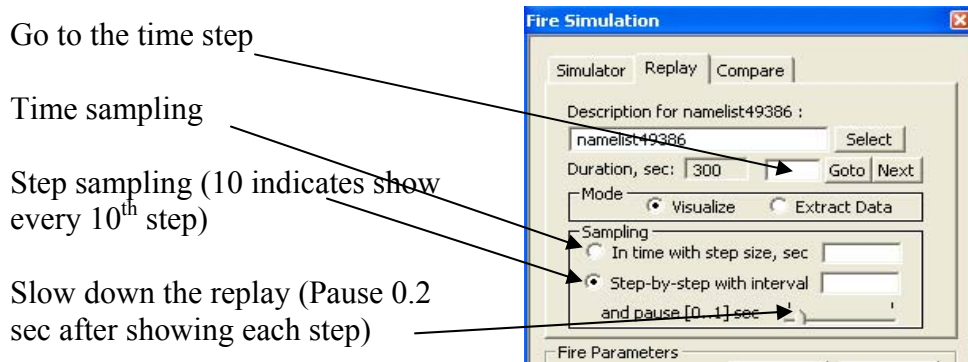 Go to the time step
Time sampling
Step sampling (10 indicates show
every 10th step)
Slow down the replay (Pause 0.2
sec after showing each step)
Fire Simulation
Simulator Replay Compare
Description for namelist49386 :
namelist49386 Select
Duration, sec: 300 Goto Next
Mode
Visualize Extract Data
Sampling
In time with step size, sec
Step-by-step with interval
and pause [0..1] sec
Fire Parameters